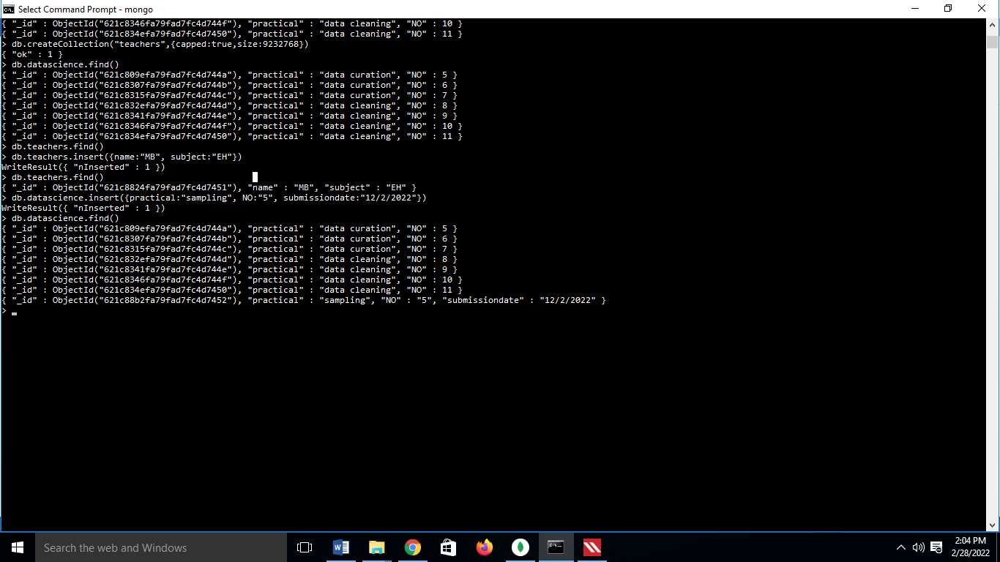 Select Command Prompt - mongo
{ "_id" : ObjectId("621c8346fa79fad7fc4d744f"), "practical" : "data cleaning", "NO" : 10 }
{ "_id" : ObjectId("621c834efa79fad7fc4d7450"), "practical" : "data cleaning", "NO" : 11 }
> db.createCollection("teachers",{capped:true,size:9232768})
{ "ok" : 1 }
> db.datascience.find()
{ "_id" : ObjectId("621c809efa79fad7fc4d744a"), "practical" : "data curation", "NO" : 5 }
{ "_id" : ObjectId("621c8307fa79fad7fc4d744b"), "practical" : "data curation", "NO" : 6 }
{ "_id" : ObjectId("621c8315fa79fad7fc4d744c"), "practical" : "data curation", "NO" : 7 }
{ "_id" : ObjectId("621c832efa79fad7fc4d744d"), "practical" : "data cleaning", "NO" : 8 }
{ "_id" : ObjectId("621c8341fa79fad7fc4d744e"), "practical" : "data cleaning", "NO" : 9 }
{ "_id" : ObjectId("621c8346fa79fad7fc4d744f"), "practical" : "data cleaning", "NO" : 10 }
{ "_id" : ObjectId("621c834efa79fad7fc4d7450"), "practical" : "data cleaning", "NO" : 11 }
> db.teachers.find()
> db.teachers.insert({name:"MB", subject:"EH"})
WriteResult({ "nInserted" : 1 })
> db.teachers.find()
{ "_id" : ObjectId("621c8824fa79fad7fc4d7451"), "name" : "MB", "subject" : "EH" }
> db.datascience.insert({practical:"sampling", NO:"5", submissiondate:"12/2/2022"})
WriteResult({ "nInserted" : 1 })
> db.datascience.find()
{ "_id" : ObjectId("621c809efa79fad7fc4d744a"), "practical" : "data curation", "NO" : 5 }
{ "_id" : ObjectId("621c8307fa79fad7fc4d744b"), "practical" : "data curation", "NO" : 6 }
{ "_id" : ObjectId("621c8315fa79fad7fc4d744c"), "practical" : "data curation", "NO" : 7 }
{ "_id" : ObjectId("621c832efa79fad7fc4d744d"), "practical" : "data cleaning", "NO" : 8 }
{ "_id" : ObjectId("621c8341fa79fad7fc4d744e"), "practical" : "data cleaning", "NO" : 9 }
{ "_id" : ObjectId("621c8346fa79fad7fc4d744f"), "practical" : "data cleaning", "NO" : 10 }
{ "_id" : ObjectId("621c834efa79fad7fc4d7450"), "practical" : "data cleaning", "NO" : 11 }
{ "_id" : ObjectId("621c88b2fa79fad7fc4d7452"), "practical" : "sampling", "NO" : "5", "submissiondate" : "12/2/2022" }
>
Search the web and Windows
2:04 PM
2/28/2022